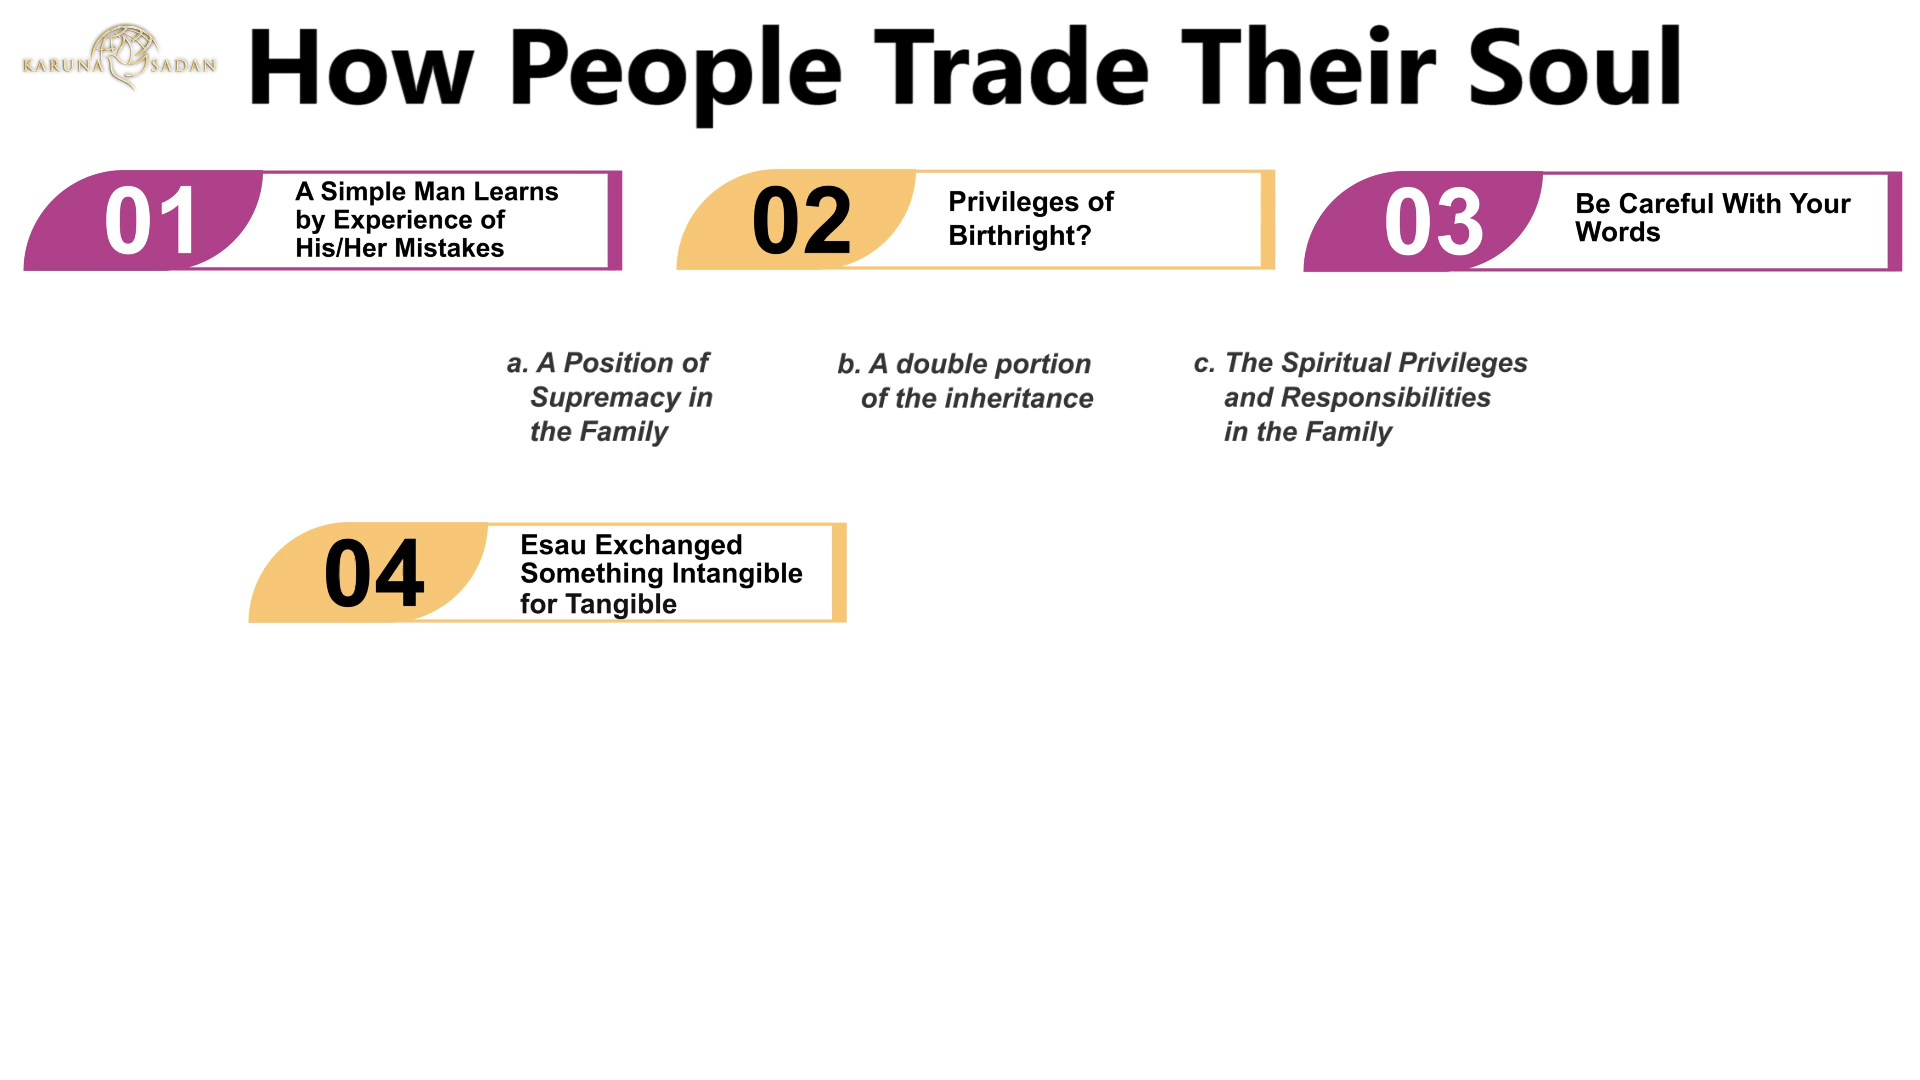 KARUNA SADAN
How People Trade Their Soul
01
A Simple Man Learns
by Experience of
His/Her Mistakes
02
Privileges of
Birthright?
03
Be Careful With Your
Words
a. A Position of
Supremacy in
the Family
b. A double portion
of the inheritance
c. The Spiritual Privileges
and Responsibilities
in the Family
04
Esau Exchanged
Something Intangible
for Tangible